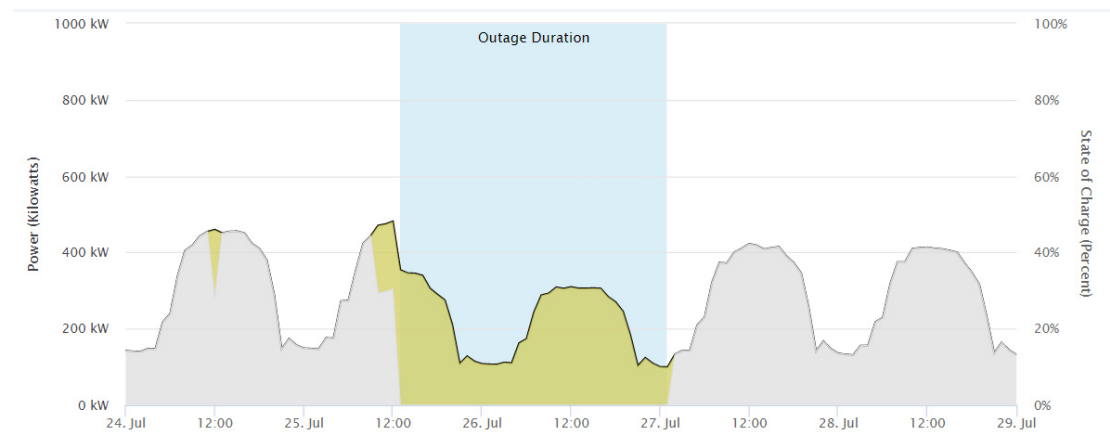 1000 kW
100%
Outage Duration
800 kW
80%
600 kW
60%
Power (Kilowatts)
State of Charge (Percent)
400 kW
40%
200 kW
20%
0 kW
0%
24. Jul
12:00
25. Jul
12:00
26. Jul
12:00
27. Jul
12:00
28. Jul
12:00
29. Jul